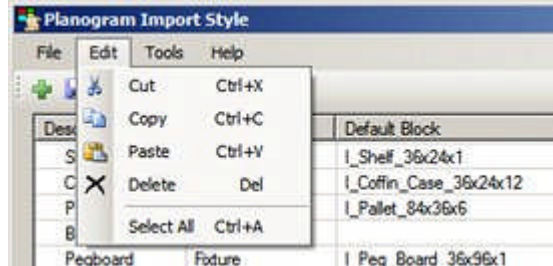 Planogram Import Style
File Edit Tools Help
Cut Ctrl+X
Copy Ctrl+C
Paste Ctrl+V
Delete Del
Select All Ctrl+A
Default Block
I_Shelf_36x24x1
I_Coffin_Case_36x24x12
I_Pallet_84x36x6
Pegboard Fixture I_Peg_Board_36x96x1